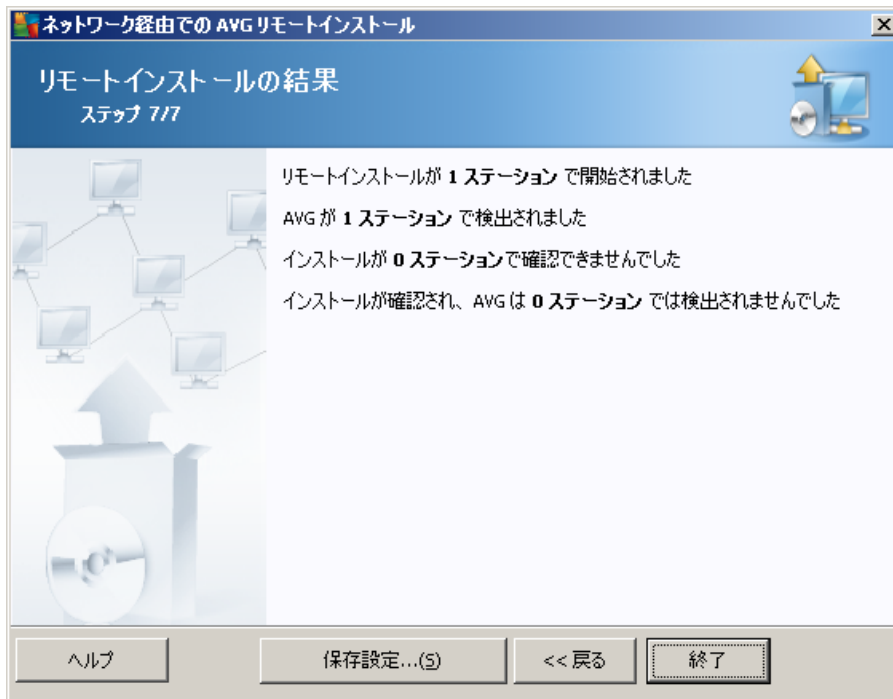 ネットワーク経由での AVG リモートインストール
リモートインストールの結果
ステップ 7/7
リモートインストールが 1 ステーション で開始されました
AVG が 1 ステーション で検出されました
インストールが 0 ステーションで確認できませんでした
インストールが確認され、AVG は 0 ステーション では検出されませんでした
ヘルプ
保存設定...(S)
<< 戻る
終了